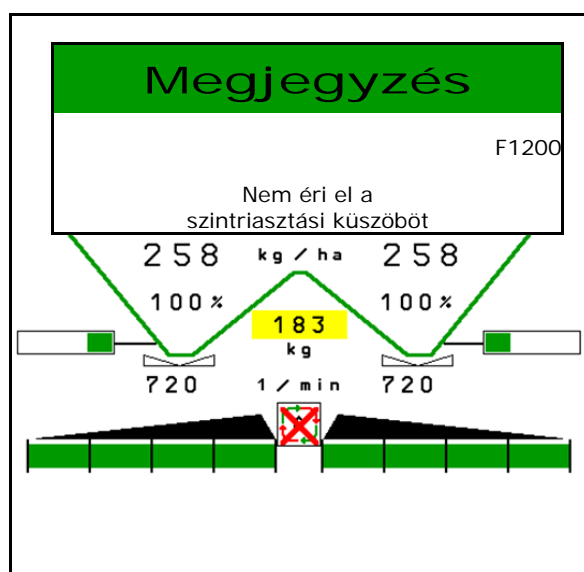 Megjegyzés
F1200
Nem éri el a
szintriasztási küszöböt
258 kg/ha 258
100% 100%
183
kg
720 1/min 720